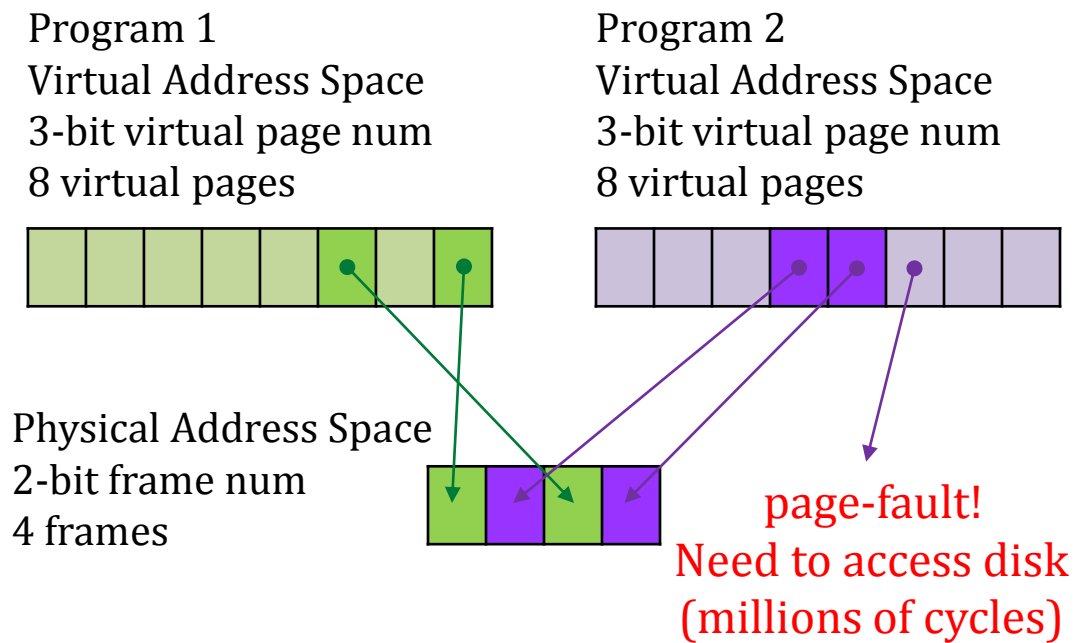 Program 1
Virtual Address Space
3-bit virtual page num
8 virtual pages
Program 2
Virtual Address Space
3-bit virtual page num
8 virtual pages
Physical Address Space
2-bit frame num
4 frames
page-fault!
Need to access disk
(millions of cycles)